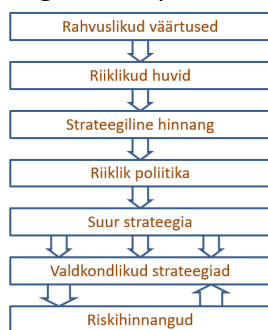 Rahvuslikud väärtused
Riiklikud huvid
Strateegiline hinnang
Riiklik poliitika
Suur strateegia
Valdkondlikud strateegiad
Riskihinnangud